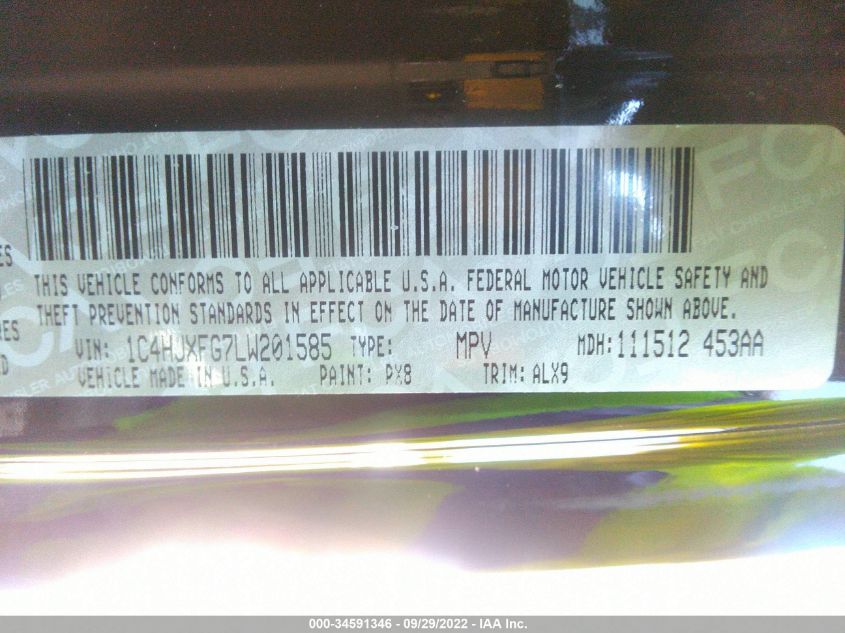 ES
THIS VEHICLE CONFORMS TO ALL APPLICABLE U.S.A. FEDERAL MOTOR VEHICLE SAFETY AND
THEFT PREVENTION STANDARDS IN EFFECT ON THE DATE OF MANUFACTURE SHOWN ABOVE.
RES
VIN: 1C4HJXFG7LW201585 TYPE: MPV MDH: 111512 453AA
D
VEHICLE MADE IN U.S.A. PAINT: PX8 TRIM: ALX9
000-34591346 - 09/29/2022 - IAA Inc.